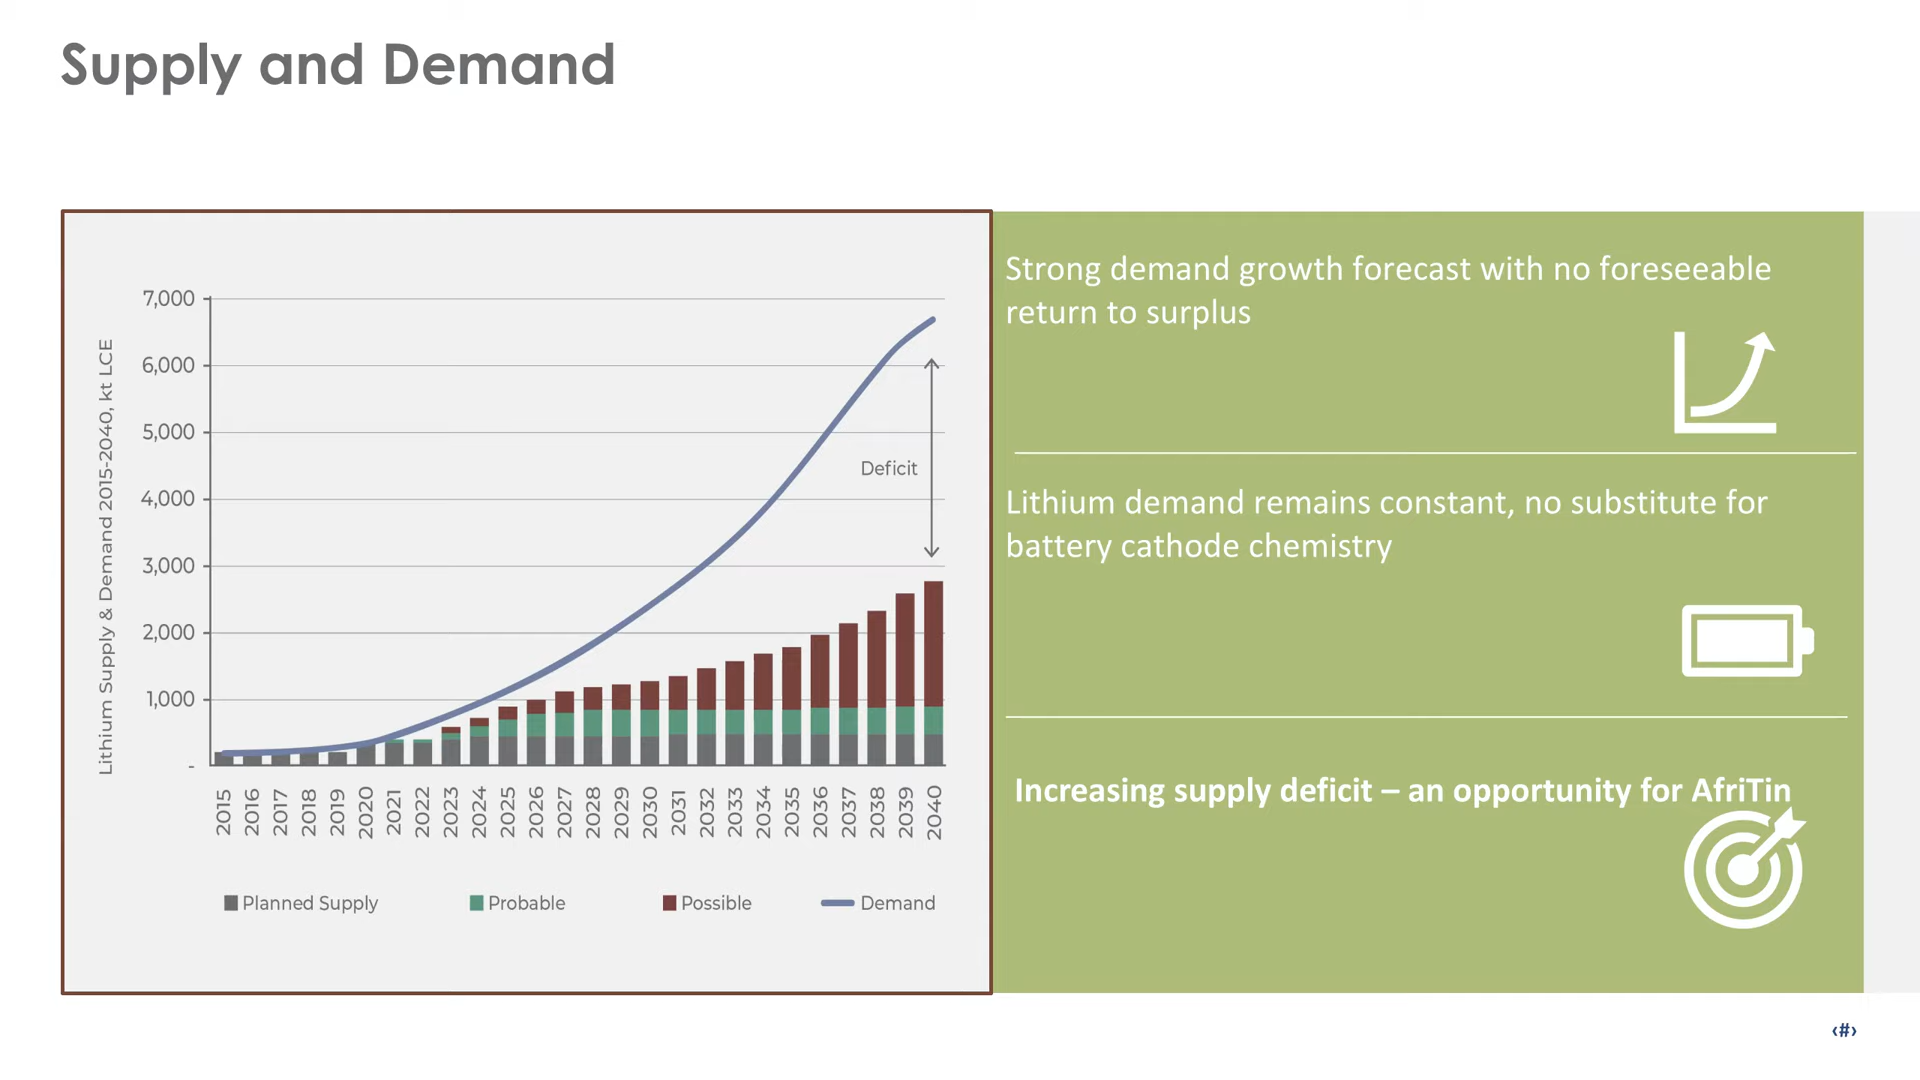 Supply and Demand
Lithium Supply & Demand 2015-2040, kt LCE
7,000
6,000
5,000
4,000
3,000
2,000
1,000
-
Deficit
2015
2016
2017
2018
2019
2020
2021
2022
2023
2024
2025
2026
2027
2028
2029
2030
2031
2032
2033
2034
2035
2036
2037
2038
2039
2040
Planned Supply
Probable
Possible
Demand
Strong demand growth forecast with no foreseeable
return to surplus
Lithium demand remains constant, no substitute for
battery cathode chemistry
Increasing supply deficit – an opportunity for AfriTin
‹#›